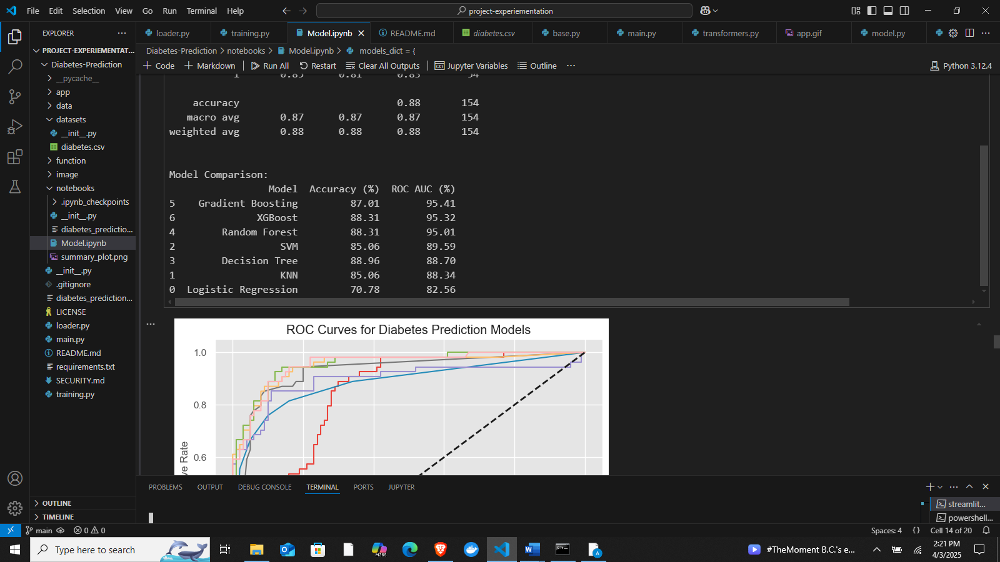 File Edit Selection View Go Run Terminal Help
project-experiementation
EXPLORER
loader.py training.py Model.ipynb README.md diabetes.csv base.py main.py transformers.py app.gif model.py
PROJECT-EXPERIEMENTAT...
Diabetes-Prediction > notebooks > Model.ipynb > models_dict = {
Code Markdown Run All Restart Clear All Outputs Jupyter Variables Outline ... Python 3.12.4
Diabetes-Prediction
__pycache__
app
data
datasets
__init__.py
diabetes.csv
function
image
notebooks
.ipynb_checkpoints
__init__.py
diabetes_predictio...
Model.ipynb
summary_plot.png
__init__.py
.gitignore
diabetes_prediction...
LICENSE
loader.py
main.py
README.md
requirements.txt
SECURITY.md
training.py
OUTLINE
TIMELINE
1 0.85 0.81 0.83 54
accuracy 0.88 154
macro avg 0.87 0.87 0.87 154
weighted avg 0.88 0.88 0.88 154
Model Comparison:
Model Accuracy (%) ROC AUC (%)
5 Gradient Boosting 87.01 95.41
6 XGBoost 88.31 95.32
4 Random Forest 88.31 95.01
2 SVM 85.06 89.59
3 Decision Tree 88.96 88.70
1 KNN 85.06 88.34
0 Logistic Regression 70.78 82.56
ROC Curves for Diabetes Prediction Models
1.0
0.8
0.6
ve Rate
PROBLEMS OUTPUT DEBUG CONSOLE TERMINAL PORTS JUPYTER
streamlit...
powershell...
main 0 0 Spaces: 4 {} Cell 14 of 20
Type here to search
M365
A
#TheMoment B.C.'s e...
2:21 PM
4/3/2025